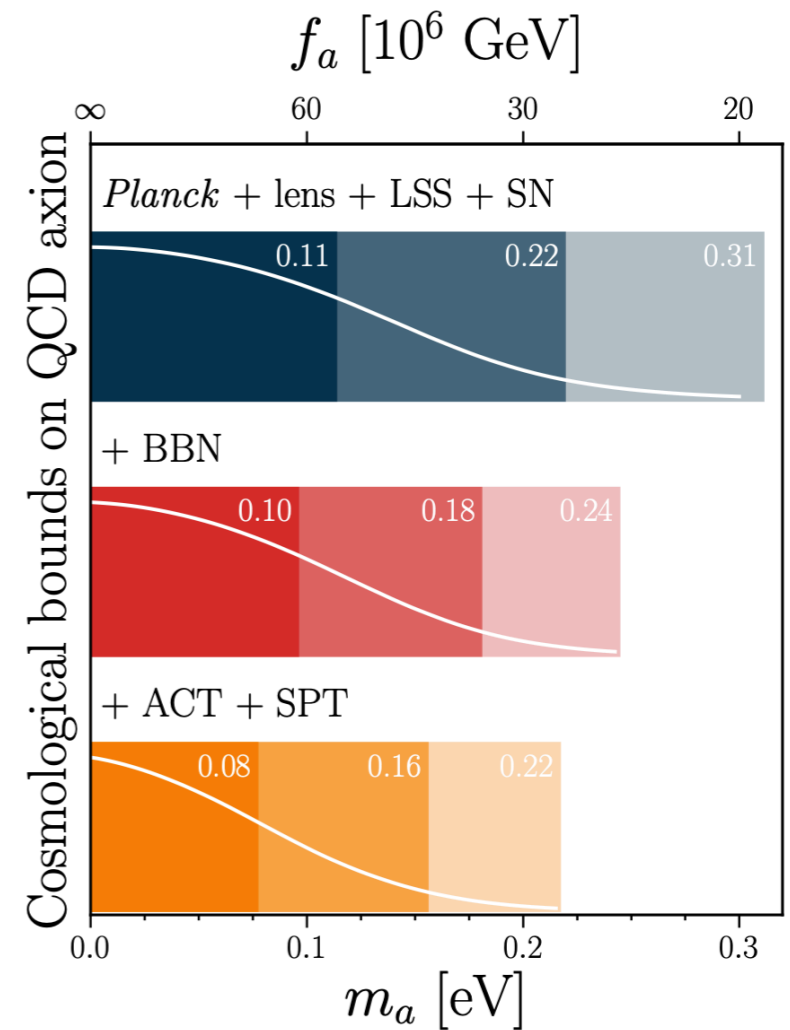 f_a [10^6 GeV]
∞ 60 30 20
Cosmological bounds on QCD axion
Planck + lens + LSS + SN
0.11 0.22 0.31
+ BBN
0.10 0.18 0.24
+ ACT + SPT
0.08 0.16 0.22
0.0 0.1 0.2 0.3
m_a [eV]